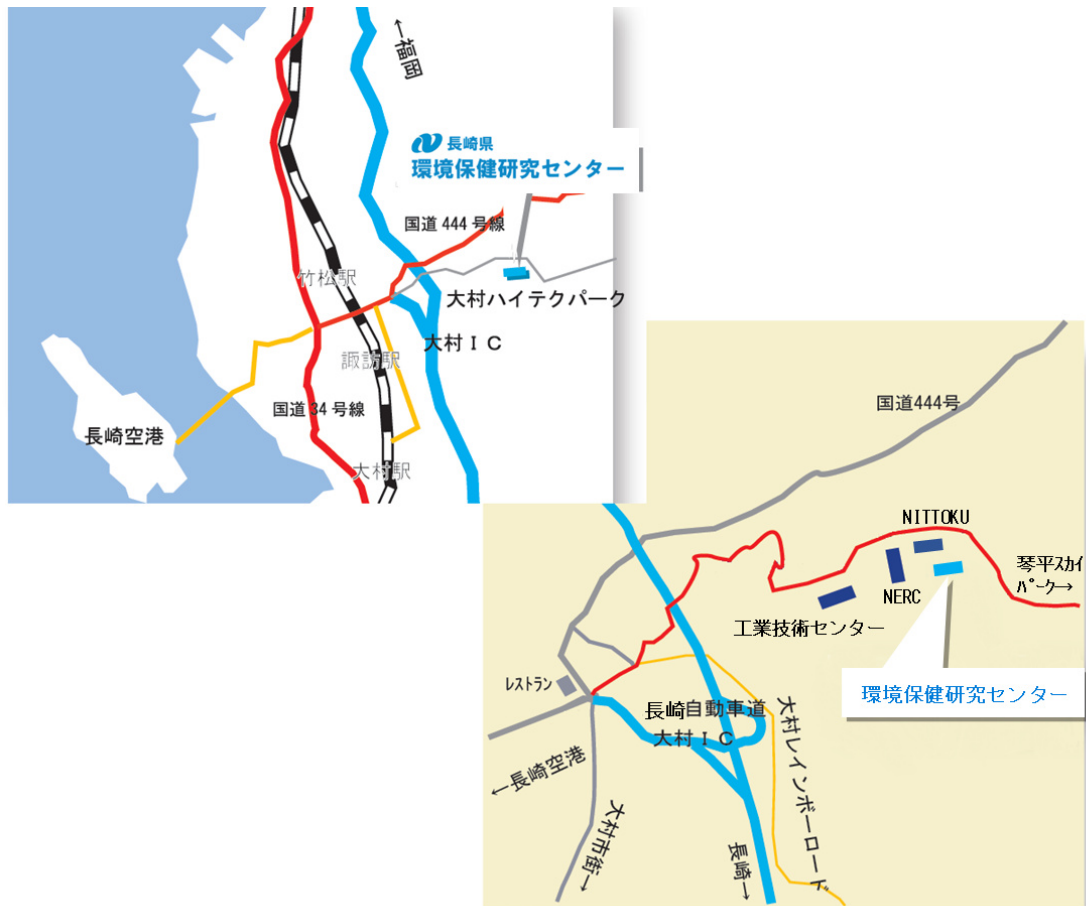 ←福岡
長崎県
環境保健研究センター
国道444号線
竹松駅
大村ハイテクパーク
大村IC
諏訪駅
国道34号線
長崎空港
大村駅
国道444号
NITTOKU
琴平スカイ
パーク→
NERC
工業技術センター
レストラン
環境保健研究センター
長崎自動車道
大村IC
大村レインボーロード
←長崎空港
大村市街→
長崎→